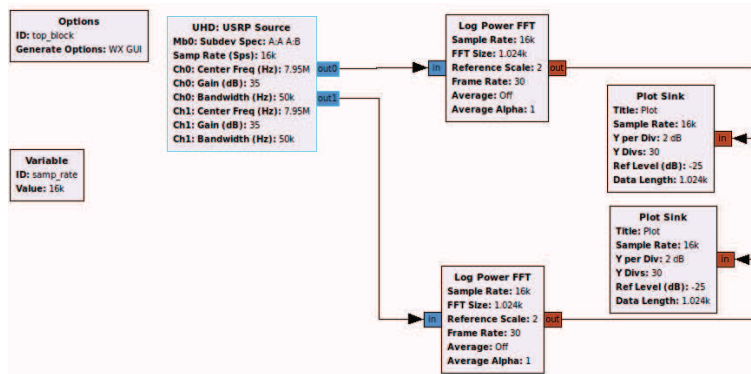 Options
ID: top_block
Generate Options: WX GUI
UHD: USRP Source
Mb0: Subdev Spec: A:A A:B
Samp Rate (Sps): 16k
Ch0: Center Freq (Hz): 7.95M
Ch0: Gain (dB): 35
Ch0: Bandwidth (Hz): 50k
Ch1: Center Freq (Hz): 7.95M
Ch1: Gain (dB): 35
Ch1: Bandwidth (Hz): 50k
out0
out1
Log Power FFT
Sample Rate: 16k
FFT Size: 1.024k
Reference Scale: 2
Frame Rate: 30
Average: Off
Average Alpha: 1
in
out
Plot Sink
Title: Plot
Sample Rate: 16k
Y per Div: 2 dB
Y Divs: 30
Ref Level (dB): -25
Data Length: 1.024k
in
Variable
ID: samp_rate
Value: 16k
Plot Sink
Title: Plot
Sample Rate: 16k
Y per Div: 2 dB
Y Divs: 30
Ref Level (dB): -25
Data Length: 1.024k
in
Log Power FFT
Sample Rate: 16k
FFT Size: 1.024k
Reference Scale: 2
Frame Rate: 30
Average: Off
Average Alpha: 1
in
out